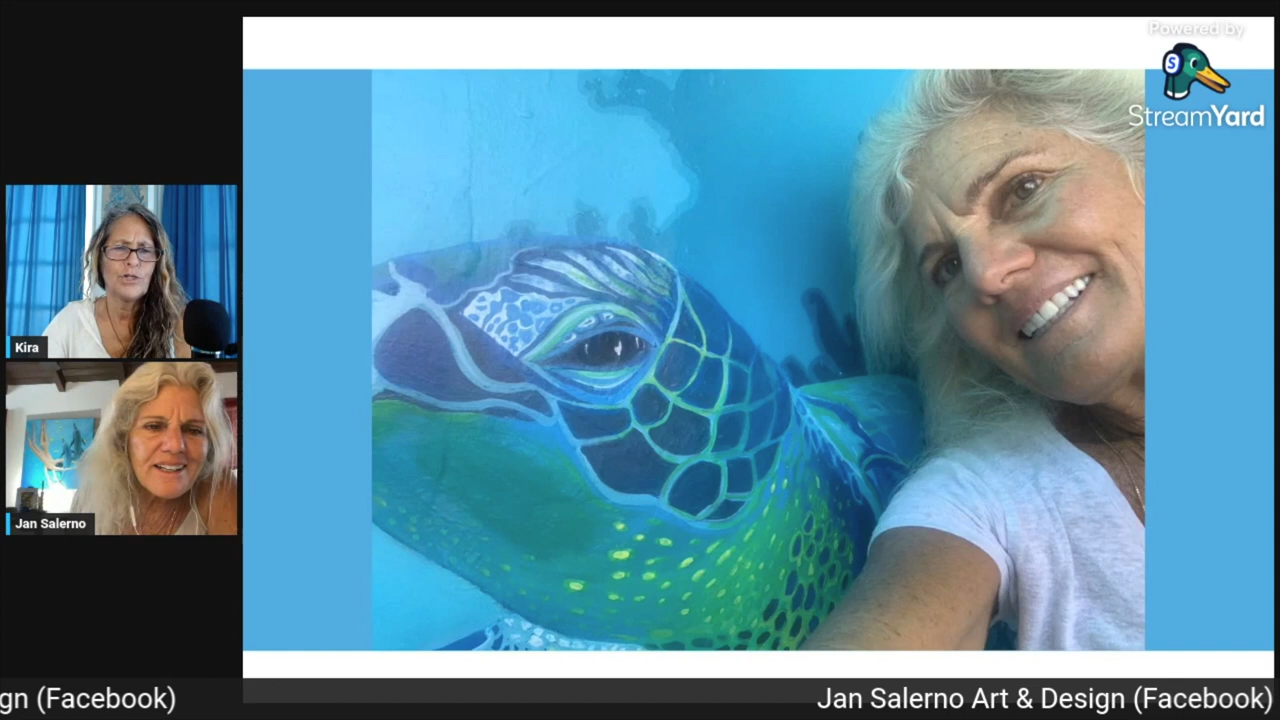 Powered by
S
StreamYard
Kira
Jan Salerno
gn (Facebook)
Jan Salerno Art & Design (Facebook)